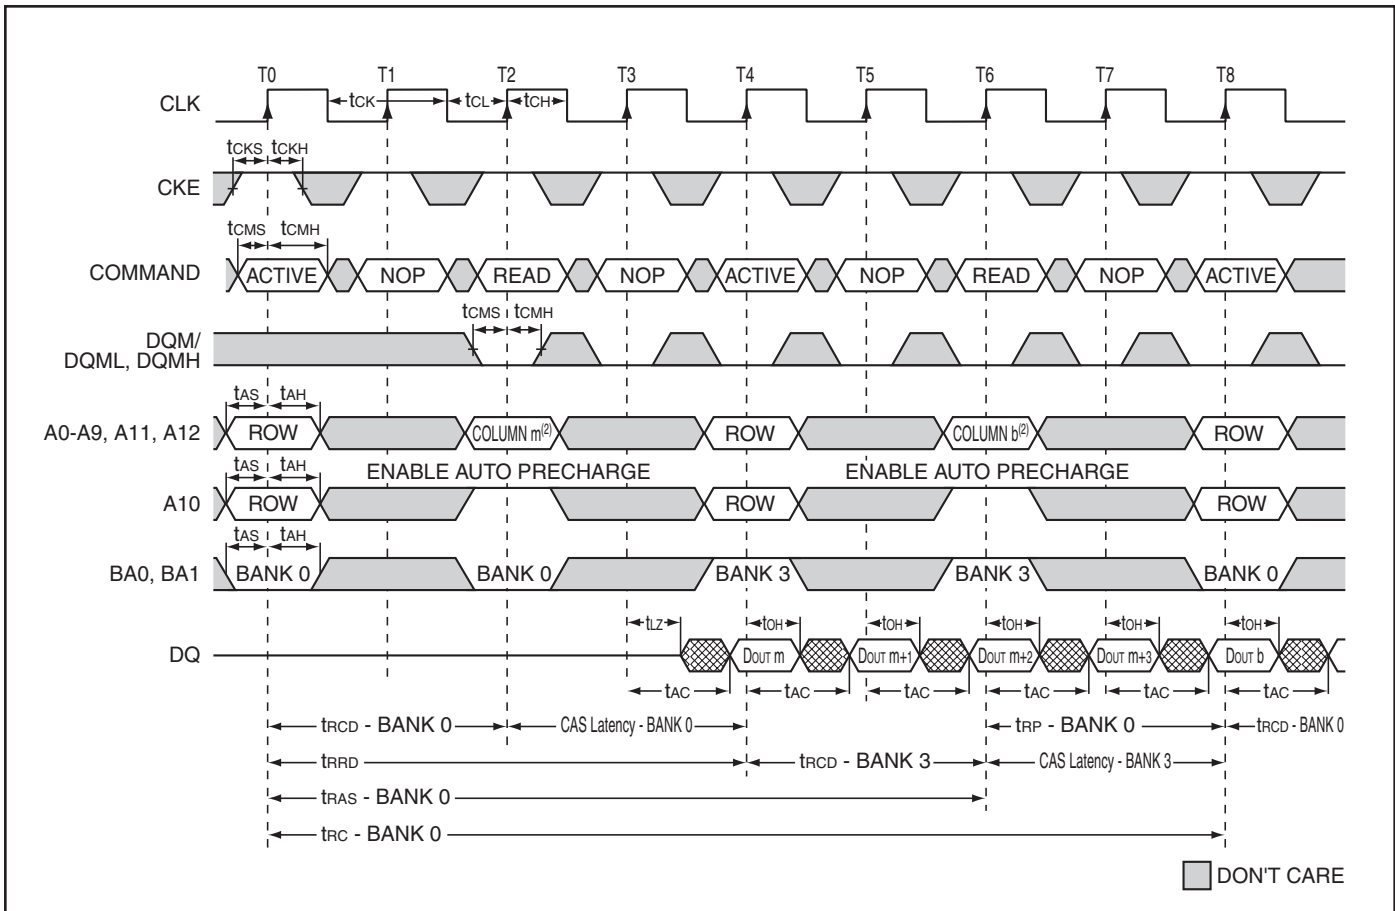 T0 T1 T2 T3 T4 T5 T6 T7 T8
CLK tCK tCL tCH
tCKS tCKH
CKE
tCMS tCMH
COMMAND ACTIVE NOP READ NOP ACTIVE NOP READ NOP ACTIVE
tCMS tCMH
DQM/
DQML, DQMH
tAS tAH
A0-A9, A11, A12 ROW COLUMN m(2) ROW COLUMN b(2) ROW
tAS tAH ENABLE AUTO PRECHARGE ENABLE AUTO PRECHARGE
A10 ROW ROW ROW
tAS tAH
BA0, BA1 BANK 0 BANK 0 BANK 3 BANK 3 BANK 0
tLZ tOH tOH tOH tOH tOH
DQ DOUT m DOUT m+1 DOUT m+2 DOUT m+3 DOUT b
tAC tAC tAC tAC tAC tAC
tRCD - BANK 0 CAS Latency - BANK 0 tRP - BANK 0 tRCD - BANK 0
tRRD tRCD - BANK 3 CAS Latency - BANK 3
tRAS - BANK 0
tRC - BANK 0
DON'T CARE